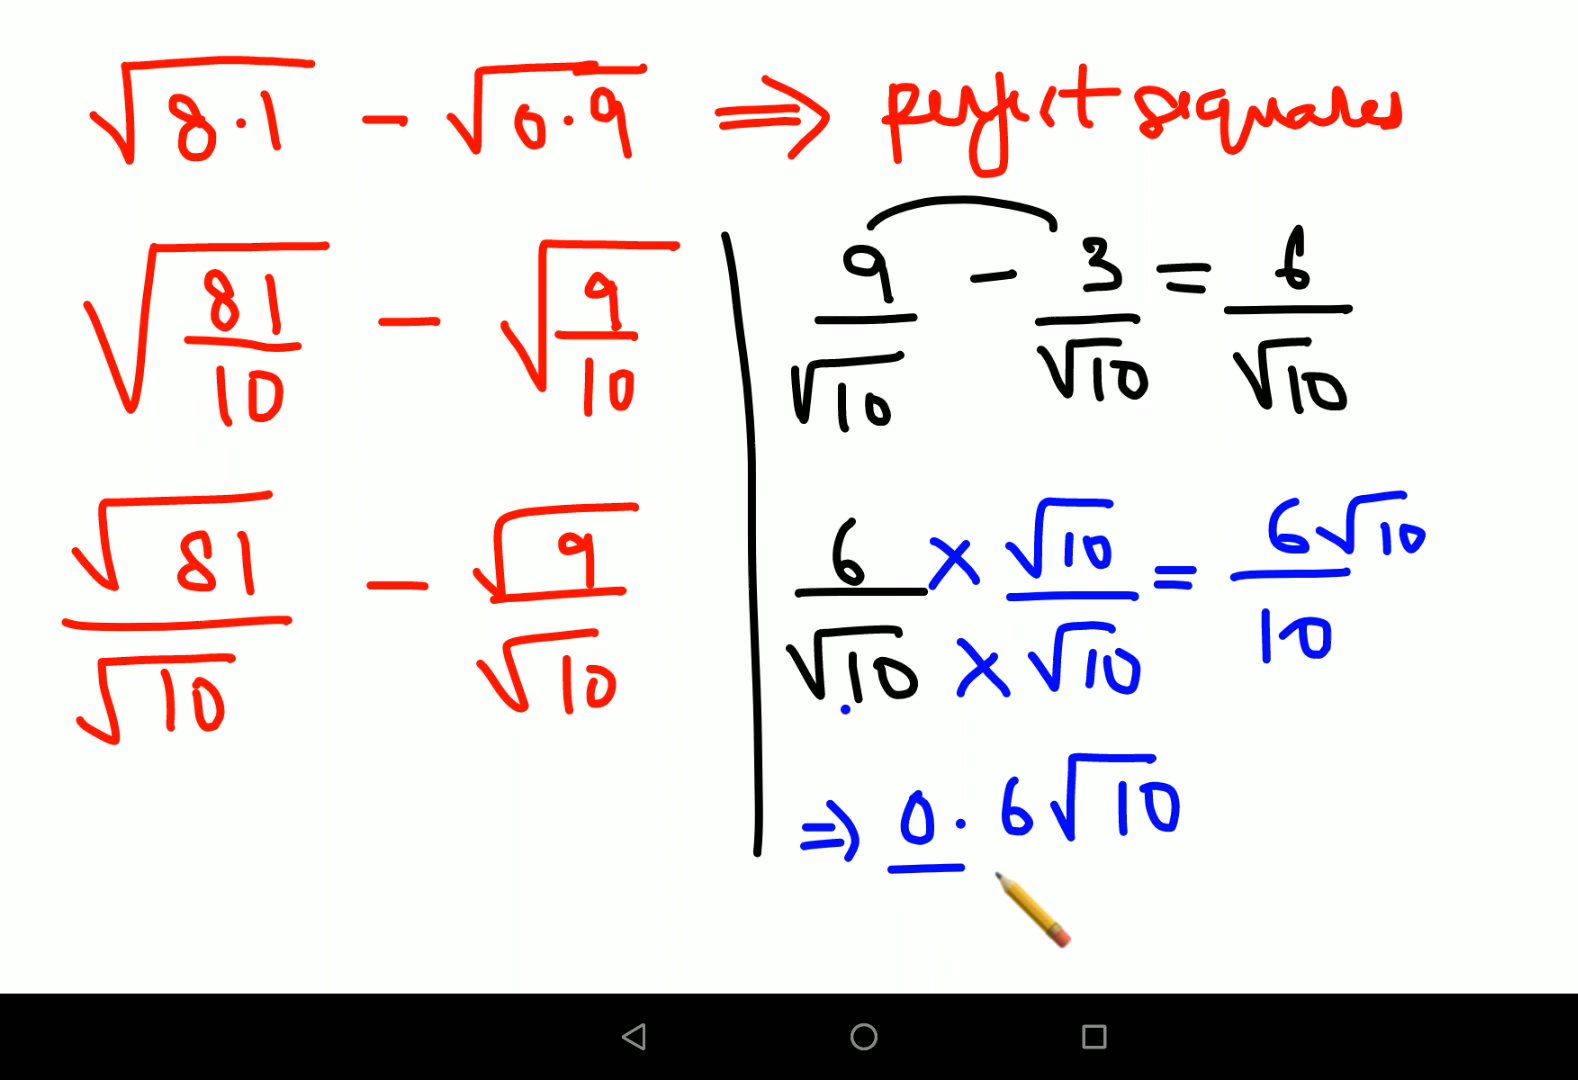 √8.1 - √0.9 ⇒ perfect squares
√(81/10) - √(9/10)
√81/√10 - √9/√10
9/√10 - 3/√10 = 6/√10
6/√10 × √10/√10 = 6√10/10
⇒ 0.6√10